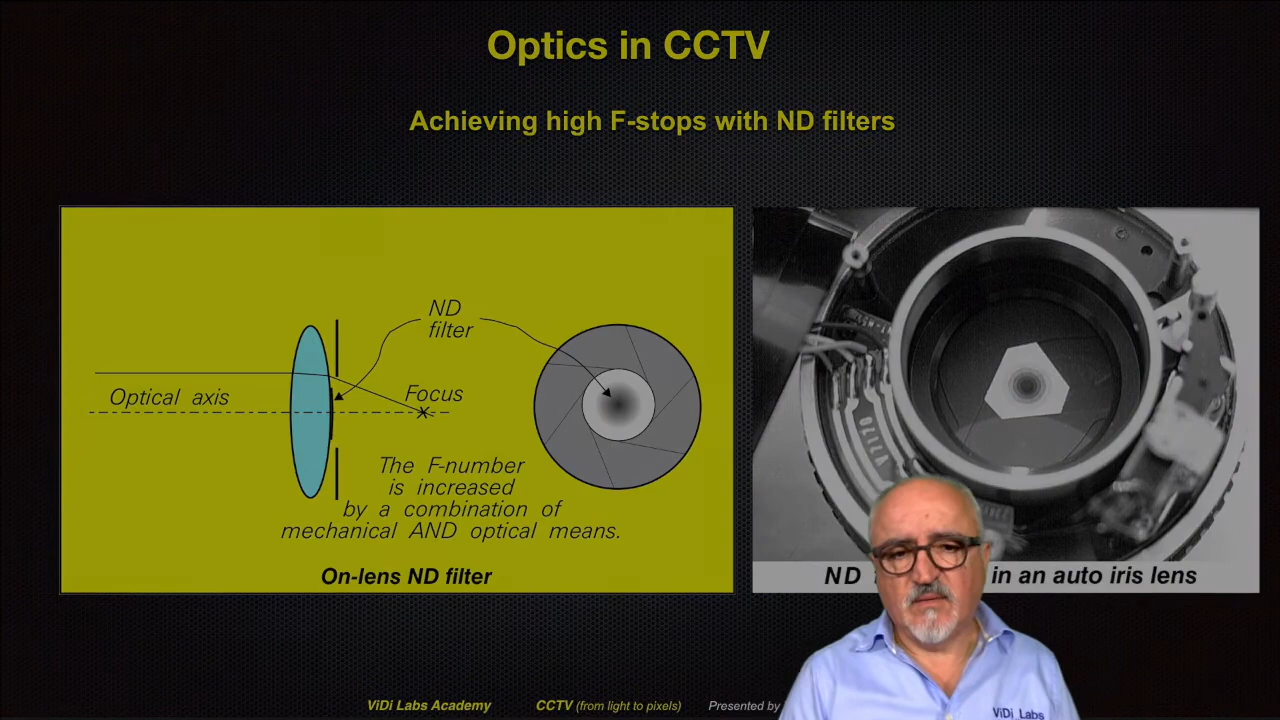 Optics in CCTV
Achieving high F-stops with ND filters
ND
filter
Optical axis
Focus
The F-number
is increased
by a combination of
mechanical AND optical means.
On-lens ND filter
VZ170
ND
in an auto iris lens
ViDi Labs Academy
CCTV (from light to pixels)
Presented by
ViDi Labs